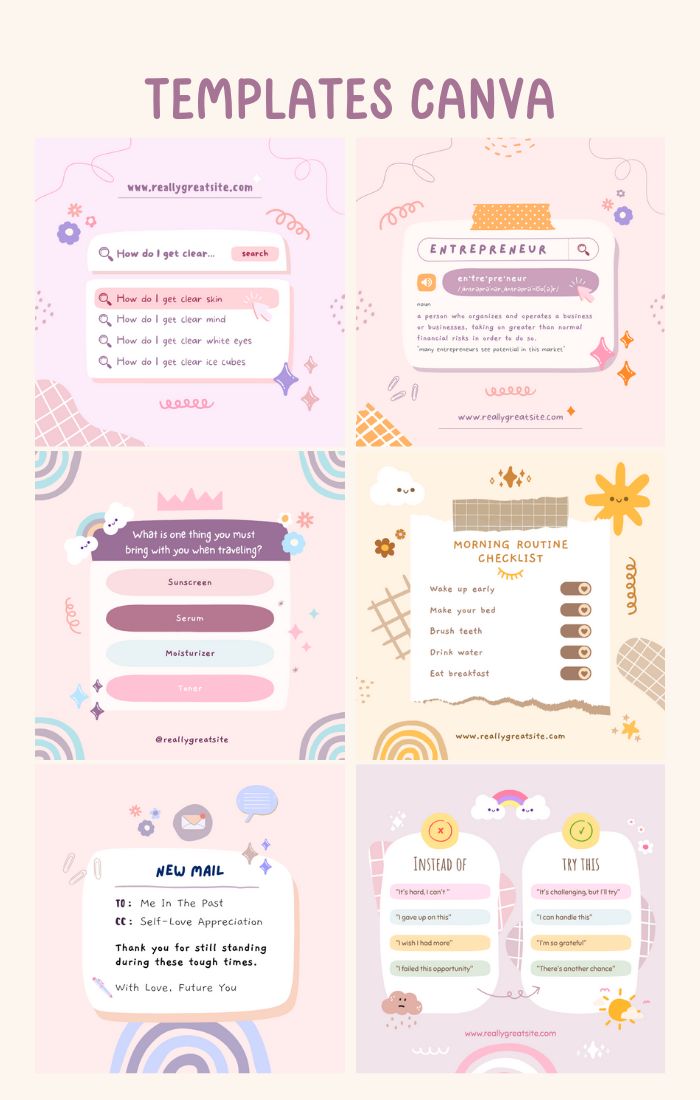 TEMPLATES CANVA
www.reallygreatsite.com
How do I get clear...
search
How do I get clear skin
How do I get clear mind
How do I get clear white eyes
How do I get clear ice cubes
ENTREPRENEUR
en·tre·pre·neur
noun
a person who organizes and operates a business
or businesses, taking on greater than normal
financial risks in order to do so.
"many entrepreneurs see potential in this market"
www.reallygreatsite.com
What is one thing you must
bring with you when traveling?
Sunscreen
Serum
Moisturizer
Toner
@reallygreatsite
MORNING ROUTINE
CHECKLIST
Wake up early
Make your bed
Brush teeth
Drink water
Eat breakfast
www.reallygreatsite.com
NEW MAIL
TO: Me In The Past
CC: Self-Love Appreciation
Thank you for still standing
during these tough times.
With Love, Future You
INSTEAD OF
"It's hard, I can't "
"I gave up on this"
"I wish I had more"
"I failed this opportunity"
TRY THIS
"It's challenging, but I'll try"
"I can handle this"
"I'm so grateful!"
"There's another chance"
www.reallygreatsite.com